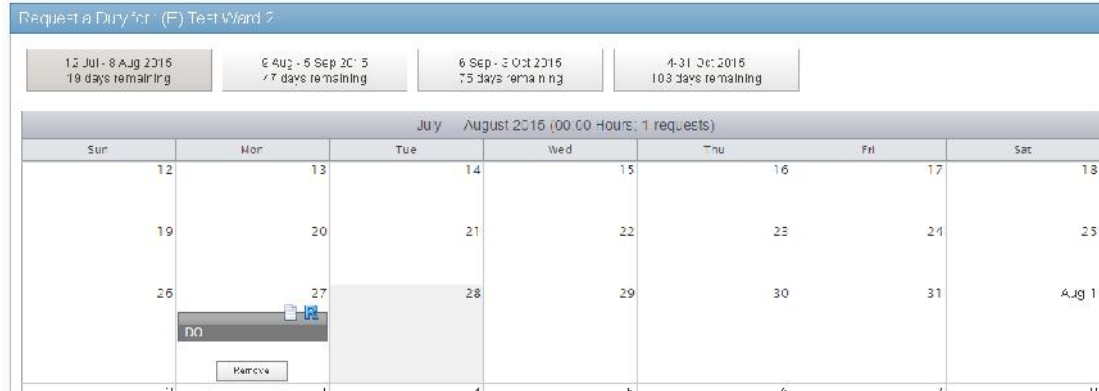 Request a Duty for : (E) Test Ward 2
12 Jul - 8 Aug 2015
19 days remaining
9 Aug - 5 Sep 2015
47 days remaining
6 Sep - 3 Oct 2015
75 days remaining
4-31 Oct 2015
103 days remaining
July August 2015 (00:00 Hours; 1 requests)
Sun Mon Tue Wed Thu Fri Sat
12 13 14 15 16 17 18
19 20 21 22 23 24 25
26 27 28 29 30 31 Aug 1
R
DO
Remove